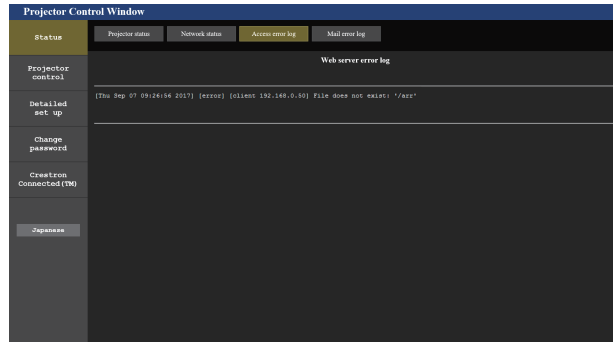 Projector Control Window
Status
Projector status
Network status
Access error log
Mail error log
Web server error log
[Thu Sep 07 09:26:56 2017] [error] [client 192.168.0.50] File does not exist: '/arr'
Projector
control
Detailed
set up
Change
password
Crestron
Connected(TM)
Japanese